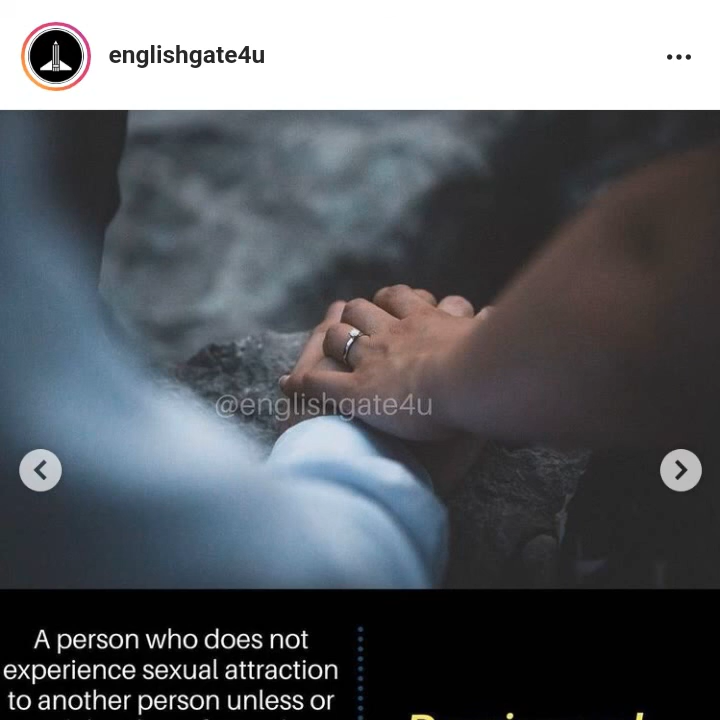 englishgate4u
@englishgate4u
A person who does not
experience sexual attraction
to another person unless or